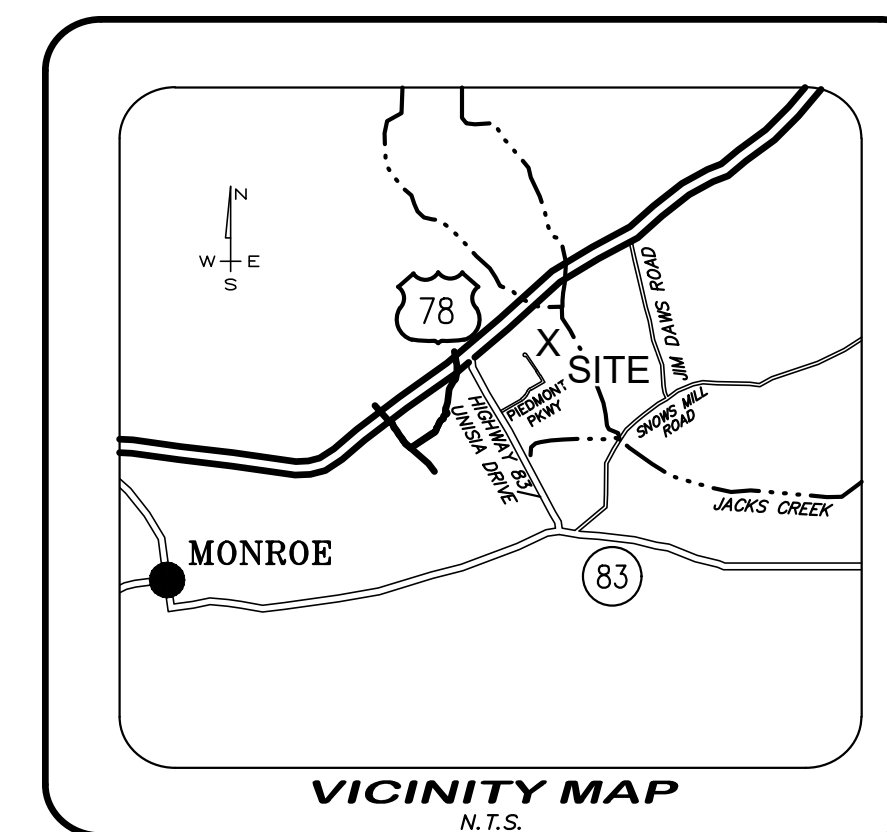 N
W E
S
78
JIM DAWS ROAD
X
SITE
PIEDMONT
PKWY
HIGHWAY 83/
UNISIA DRIVE
SNOWS MILL
ROAD
JACKS CREEK
MONROE
83
VICINITY MAP
N.T.S.